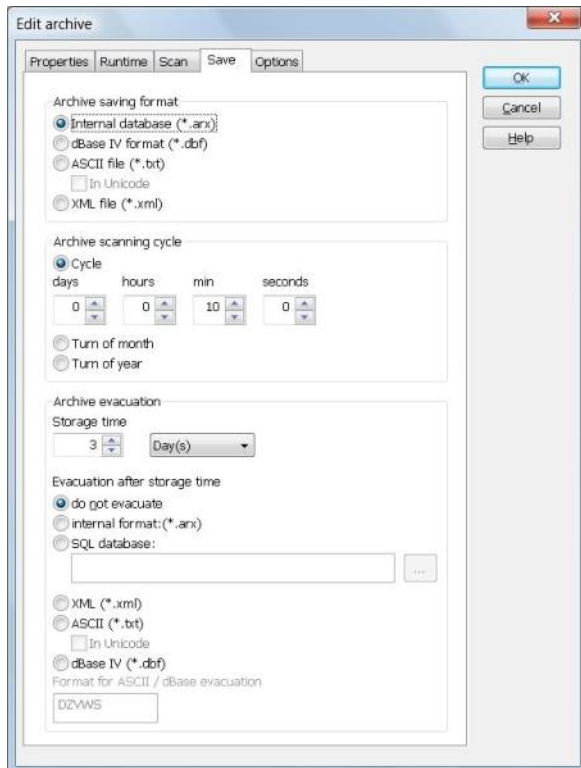 Edit archive
Properties Runtime Scan Save Options
OK
Cancel
Help
Archive saving format
Internal database (*.arx)
dBase IV format (*.dbf)
ASCII file (*.txt)
In Unicode
XML file (*.xml)
Archive scanning cycle
Cycle
days hours min seconds
0 0 10 0
Turn of month
Turn of year
Archive evacuation
Storage time
3 Day(s)
Evacuation after storage time
do not evacuate
internal format:(*.arx)
SQL database:
...
XML (*.xml)
ASCII (*.txt)
In Unicode
dBase IV (*.dbf)
Format for ASCII / dBase evacuation
DZVWS